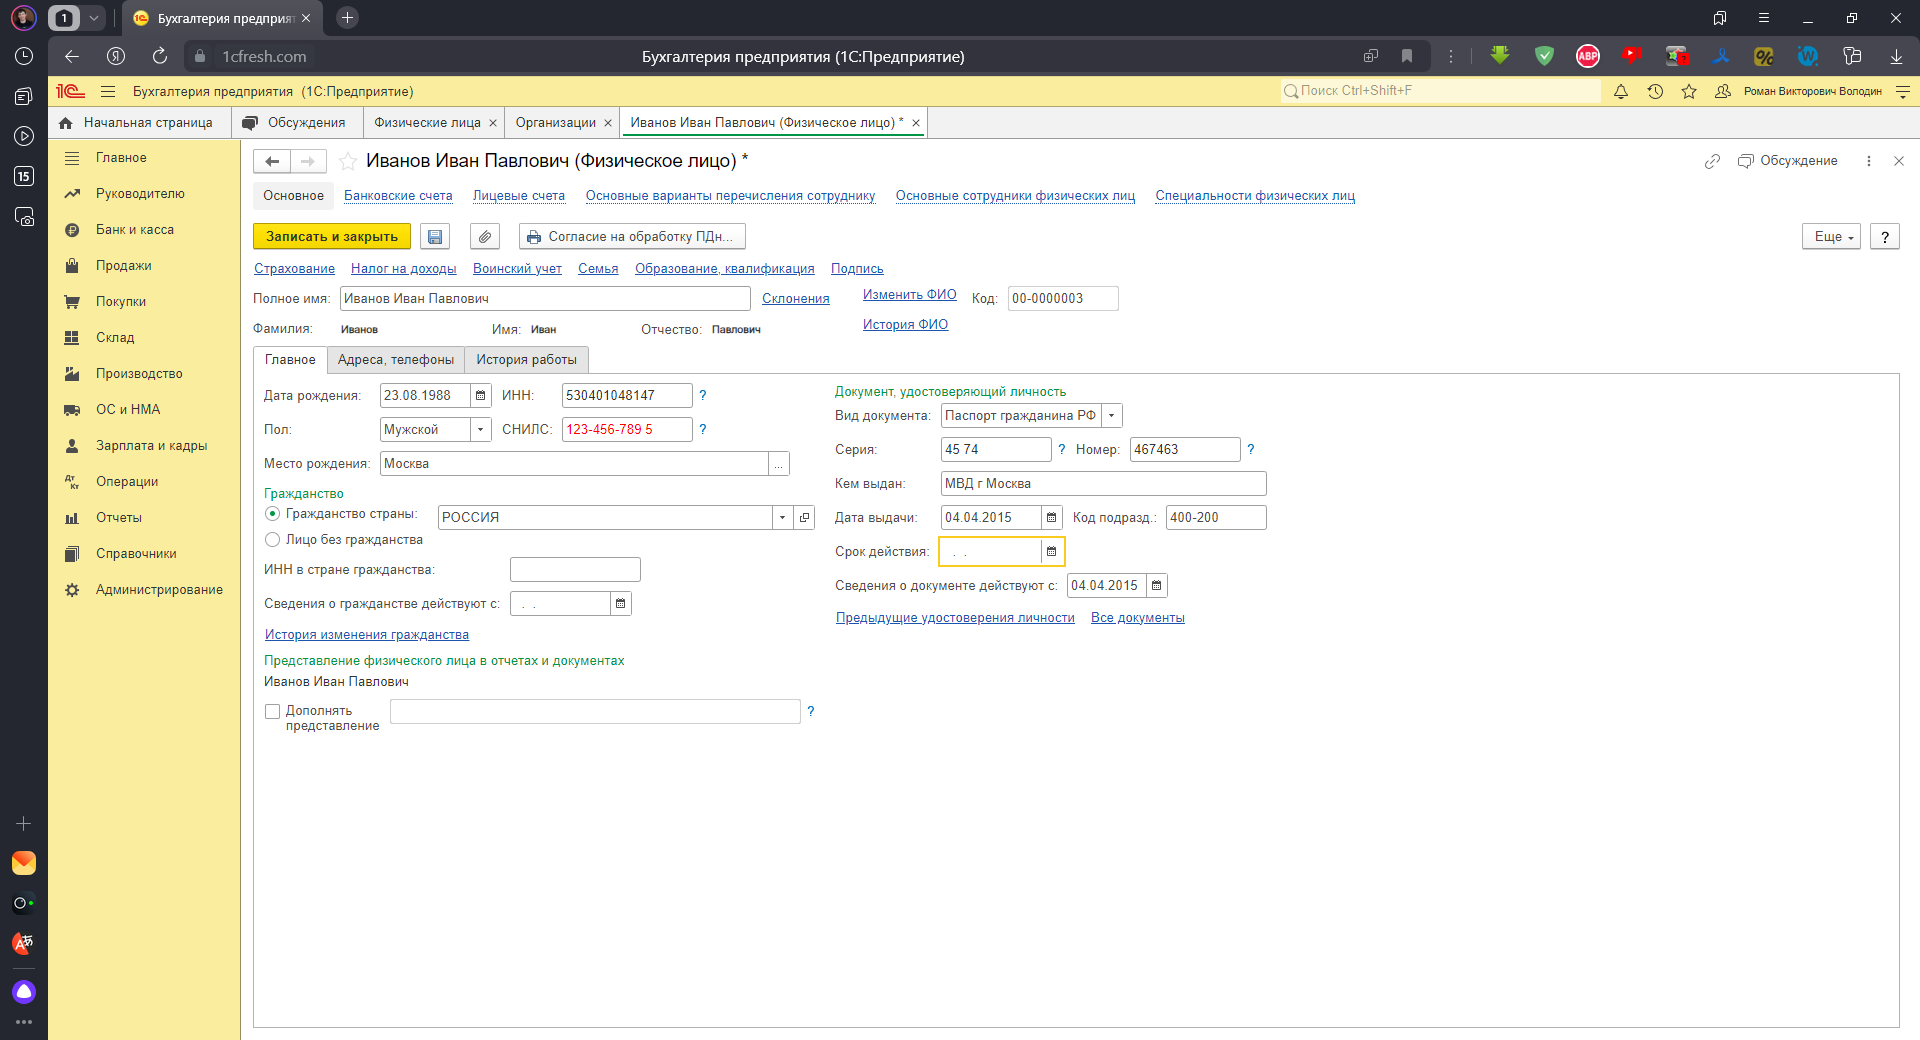 1
Бухгалтерия предприят
1cfresh.com
Бухгалтерия предприятия (1С:Предприятие)
ABP
15
1С
Бухгалтерия предприятия (1С:Предприятие)
Поиск Ctrl+Shift+F
Роман Викторович Володин
Начальная страница
Обсуждения
Физические лица
Организации
Иванов Иван Павлович (Физическое лицо) *
Главное
Руководителю
Банк и касса
Продажи
Покупки
Склад
Производство
ОС и НМА
Зарплата и кадры
Операции
Отчеты
Справочники
Администрирование
Иванов Иван Павлович (Физическое лицо) *
Обсуждение
Основное
Банковские счета
Лицевые счета
Основные варианты перечисления сотруднику
Основные сотрудники физических лиц
Специальности физических лиц
Записать и закрыть
Согласие на обработку ПДн...
Еще
?
Страхование
Налог на доходы
Воинский учет
Семья
Образование, квалификация
Подпись
Полное имя: Иванов Иван Павлович
Склонения
Изменить ФИО
Код: 00-0000003
Фамилия: Иванов
Имя: Иван
Отчество: Павлович
История ФИО
Главное
Адреса, телефоны
История работы
Дата рождения: 23.08.1988
ИНН: 530401048147 ?
Пол: Мужской
СНИЛС: 123-456-789 5 ?
Место рождения: Москва ...
Гражданство
Гражданство страны: РОССИЯ
Лицо без гражданства
ИНН в стране гражданства:
Сведения о гражданстве действуют с: . .
История изменения гражданства
Представление физического лица в отчетах и документах
Иванов Иван Павлович
Дополнять
представление
?
Документ, удостоверяющий личность
Вид документа: Паспорт гражданина РФ
Серия: 45 74 ? Номер: 467463 ?
Кем выдан: МВД г Москва
Дата выдачи: 04.04.2015 Код подразд.: 400-200
Срок действия: . .
Сведения о документе действуют с: 04.04.2015
Предыдущие удостоверения личности
Все документы